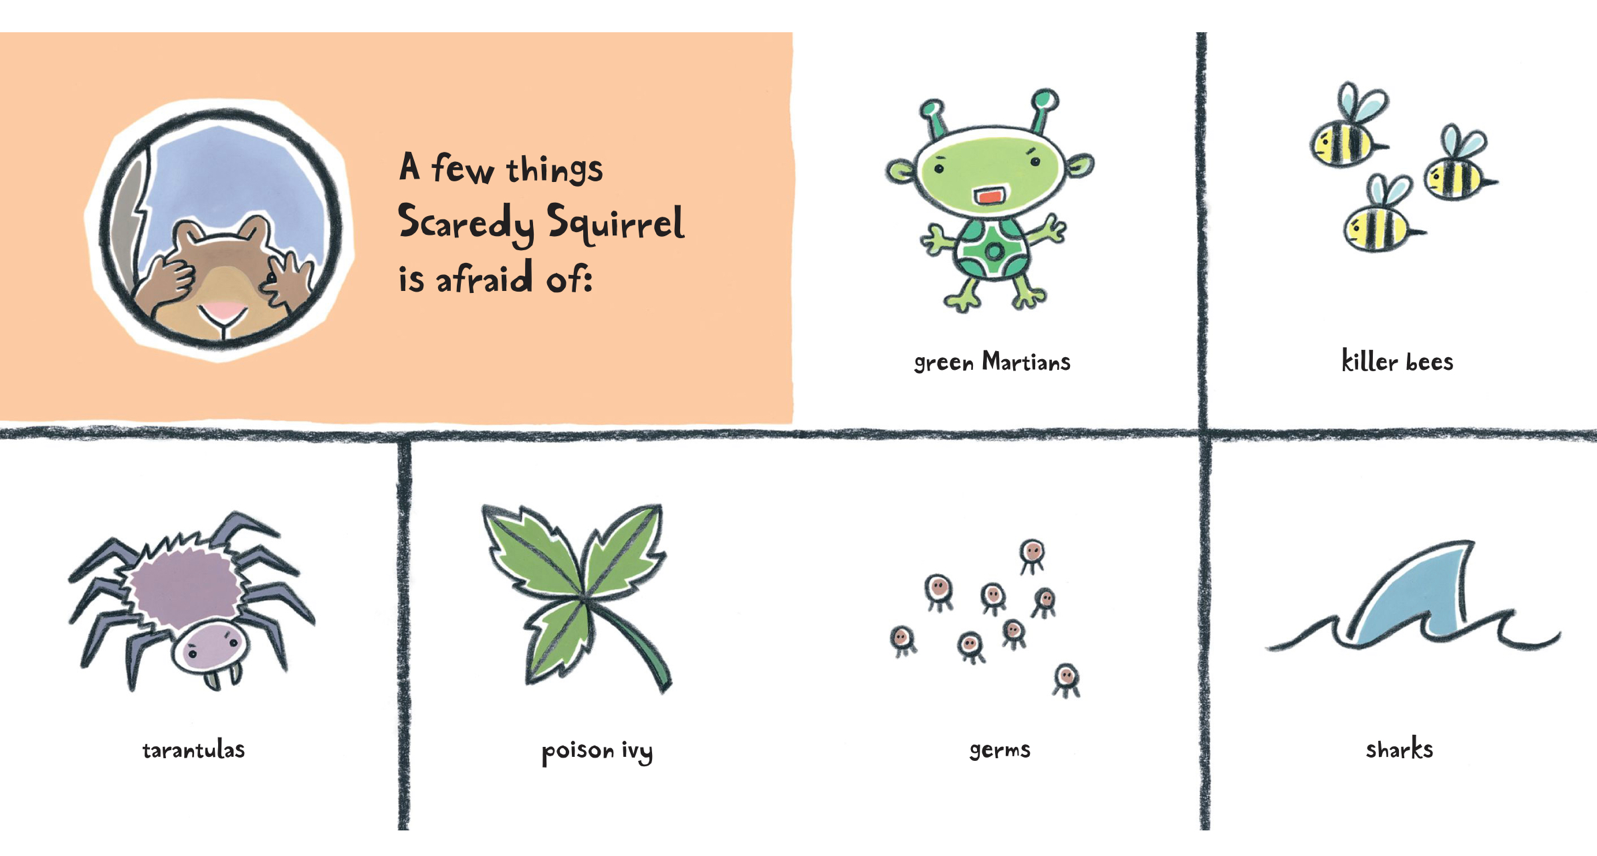 A few things
Scaredy Squirrel
is afraid of:
green Martians
killer bees
tarantulas
poison ivy
germs
sharks